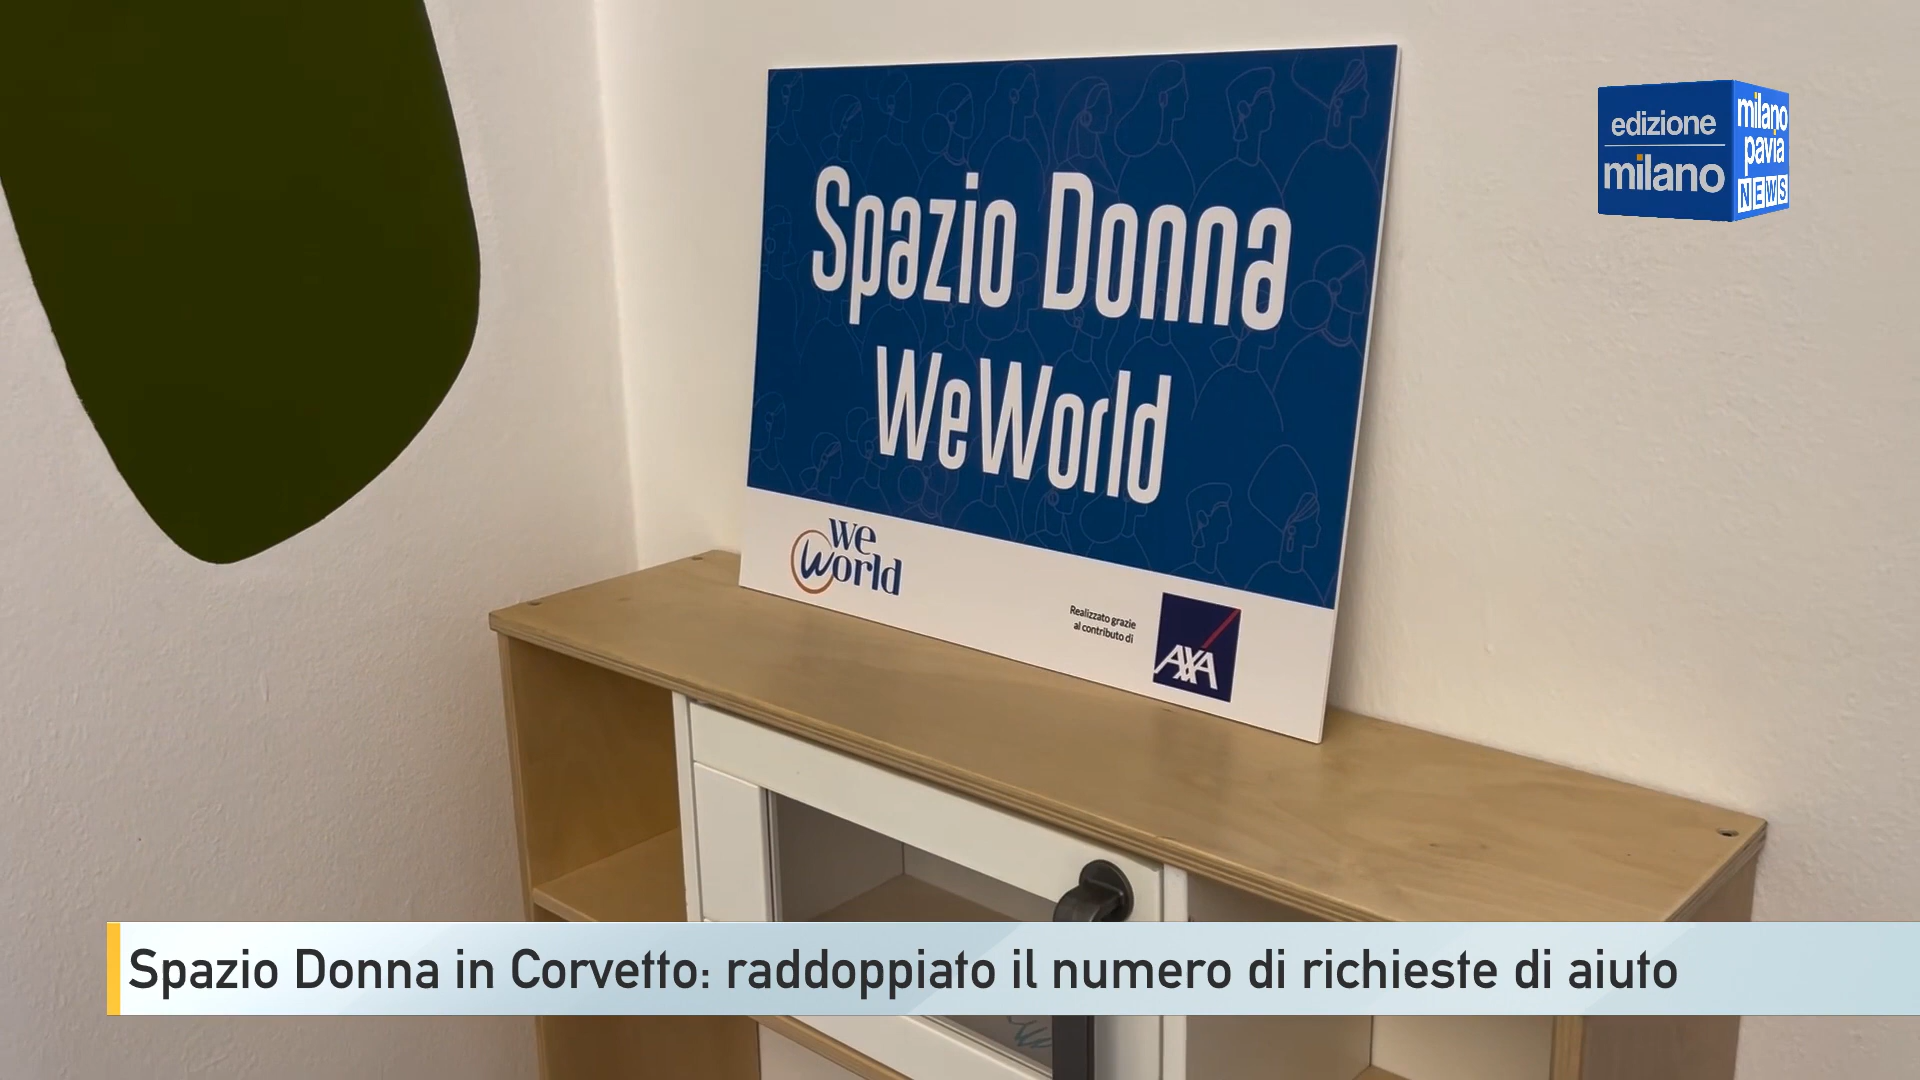 edizione
milano
milano
pavia
NEWS
Spazio Donna
WeWorld
We
World
Realizzato grazie
al contributo di
AXA
Spazio Donna in Corvetto: raddoppiato il numero di richieste di aiuto